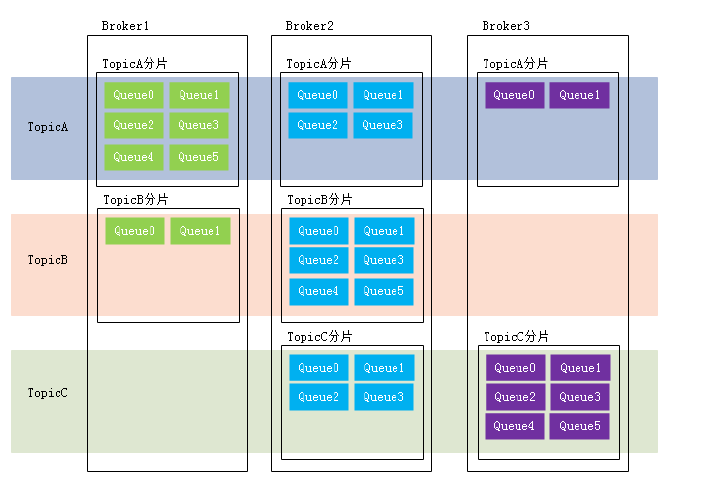 Broker1 Broker2 Broker3
TopicA分片 TopicA分片 TopicA分片
Queue0 Queue1 Queue0 Queue1 Queue0 Queue1
TopicA
Queue2 Queue3 Queue2 Queue3
Queue4 Queue5
TopicB分片 TopicB分片
Queue0 Queue1 Queue0 Queue1
TopicB
Queue2 Queue3
Queue4 Queue5
TopicC分片 TopicC分片
Queue0 Queue1 Queue0 Queue1
TopicC
Queue2 Queue3 Queue2 Queue3
Queue4 Queue5